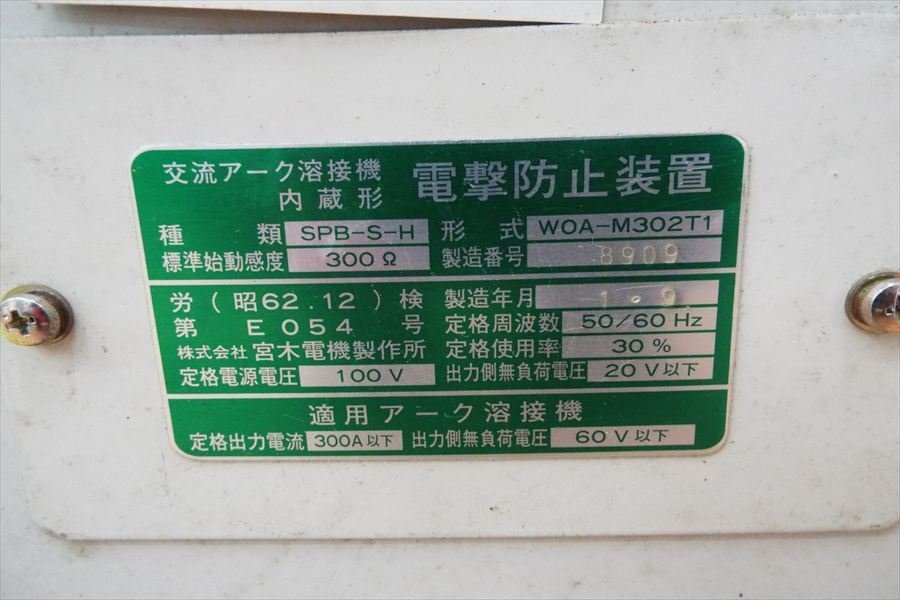 交流アーク溶接機
内蔵形 電撃防止装置
種類 SPB-S-H 形式 WOA-M302T1
標準始動感度 300Ω 製造番号 8909
労(昭62.12)検 製造年月 1・9
第 E054 号 定格周波数 50/60 Hz
株式会社 宮木電機製作所 定格使用率 30%
定格電源電圧 100V 出力側無負荷電圧 20V以下
適用アーク溶接機
定格出力電流 300A以下 出力側無負荷電圧 60V以下